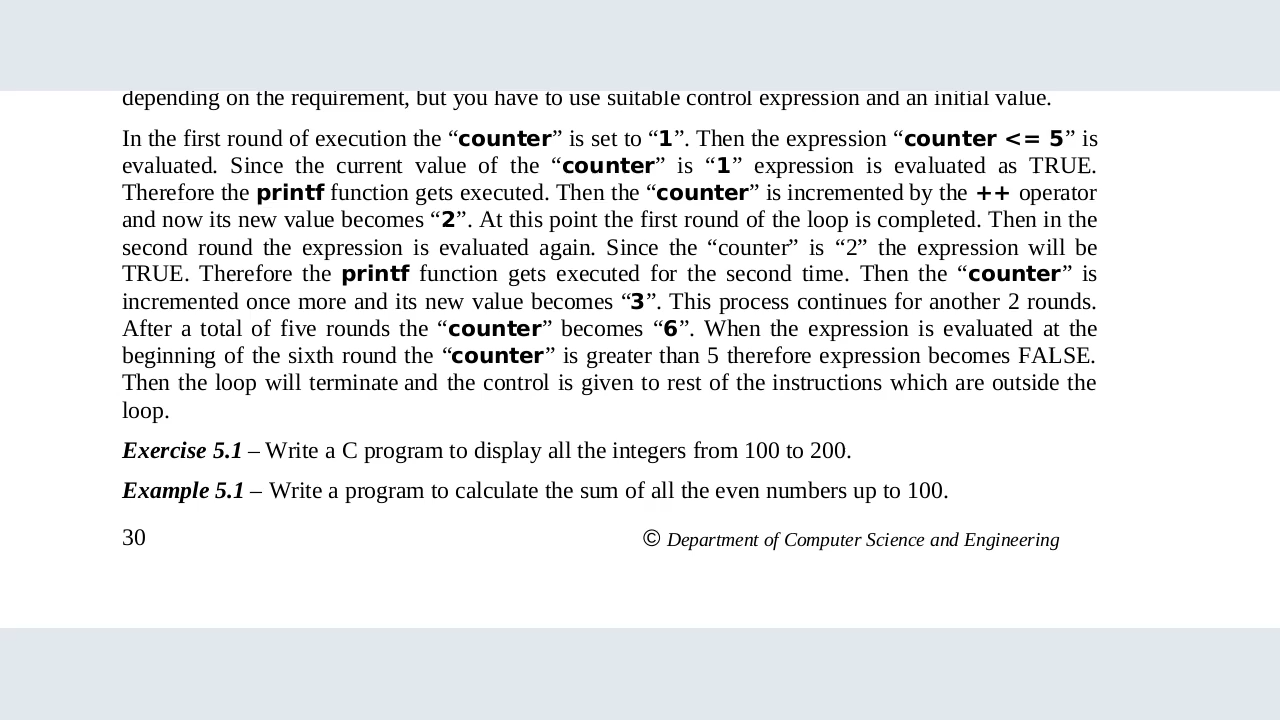 depending on the requirement, but you have to use suitable control expression and an initial value.
In the first round of execution the “counter” is set to “1”. Then the expression “counter <= 5” is
evaluated. Since the current value of the “counter” is “1” expression is evaluated as TRUE.
Therefore the printf function gets executed. Then the “counter” is incremented by the ++ operator
and now its new value becomes “2”. At this point the first round of the loop is completed. Then in the
second round the expression is evaluated again. Since the “counter” is “2” the expression will be
TRUE. Therefore the printf function gets executed for the second time. Then the “counter” is
incremented once more and its new value becomes “3”. This process continues for another 2 rounds.
After a total of five rounds the “counter” becomes “6”. When the expression is evaluated at the
beginning of the sixth round the “counter” is greater than 5 therefore expression becomes FALSE.
Then the loop will terminate and the control is given to rest of the instructions which are outside the
loop.
Exercise 5.1 – Write a C program to display all the integers from 100 to 200.
Example 5.1 – Write a program to calculate the sum of all the even numbers up to 100.
30 © Department of Computer Science and Engineering